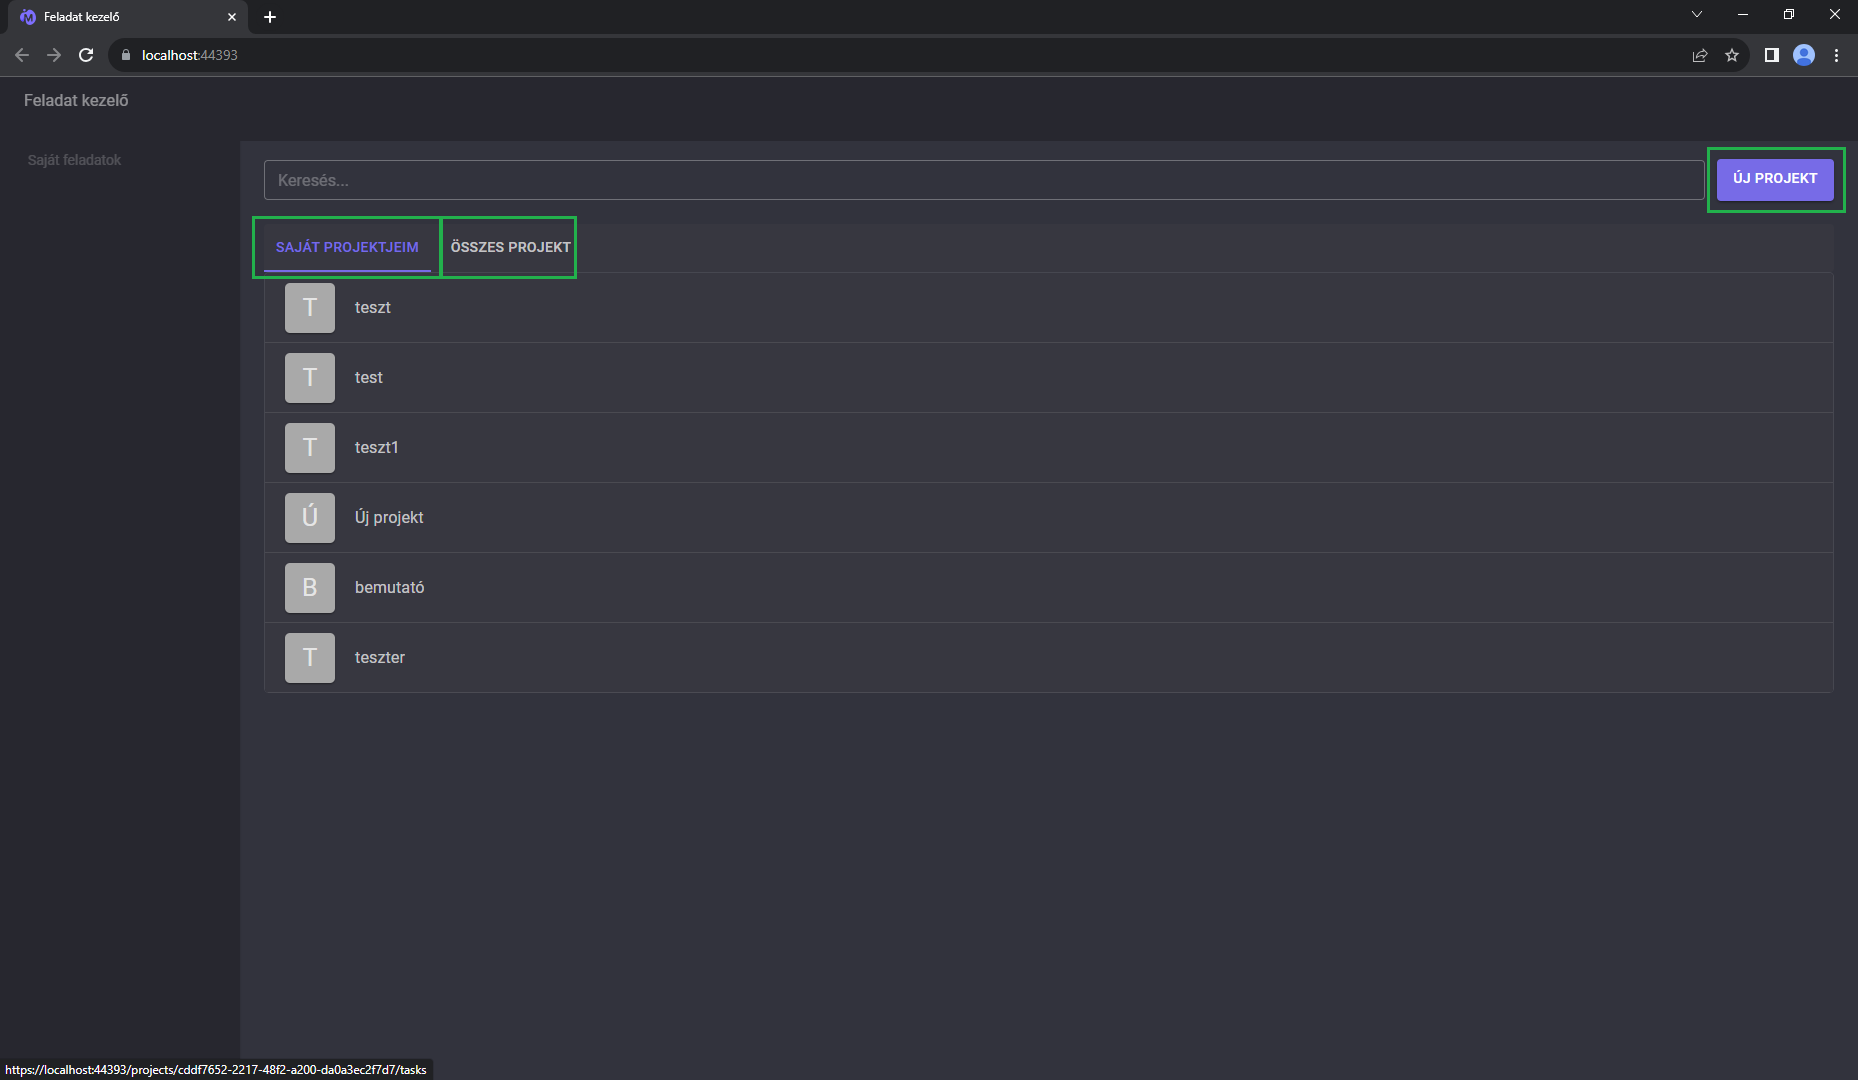 Feladat kezelő
localhost:44393
Feladat kezelő
Saját feladatok
Keresés...
ÚJ PROJEKT
SAJÁT PROJEKTJEIM
ÖSSZES PROJEKT
T
teszt
T
test
T
teszt1
Ú
Új projekt
B
bemutató
T
teszter
https://localhost:44393/projects/cddf7652-2217-48f2-a200-da0a3ec2f7d7/tasks